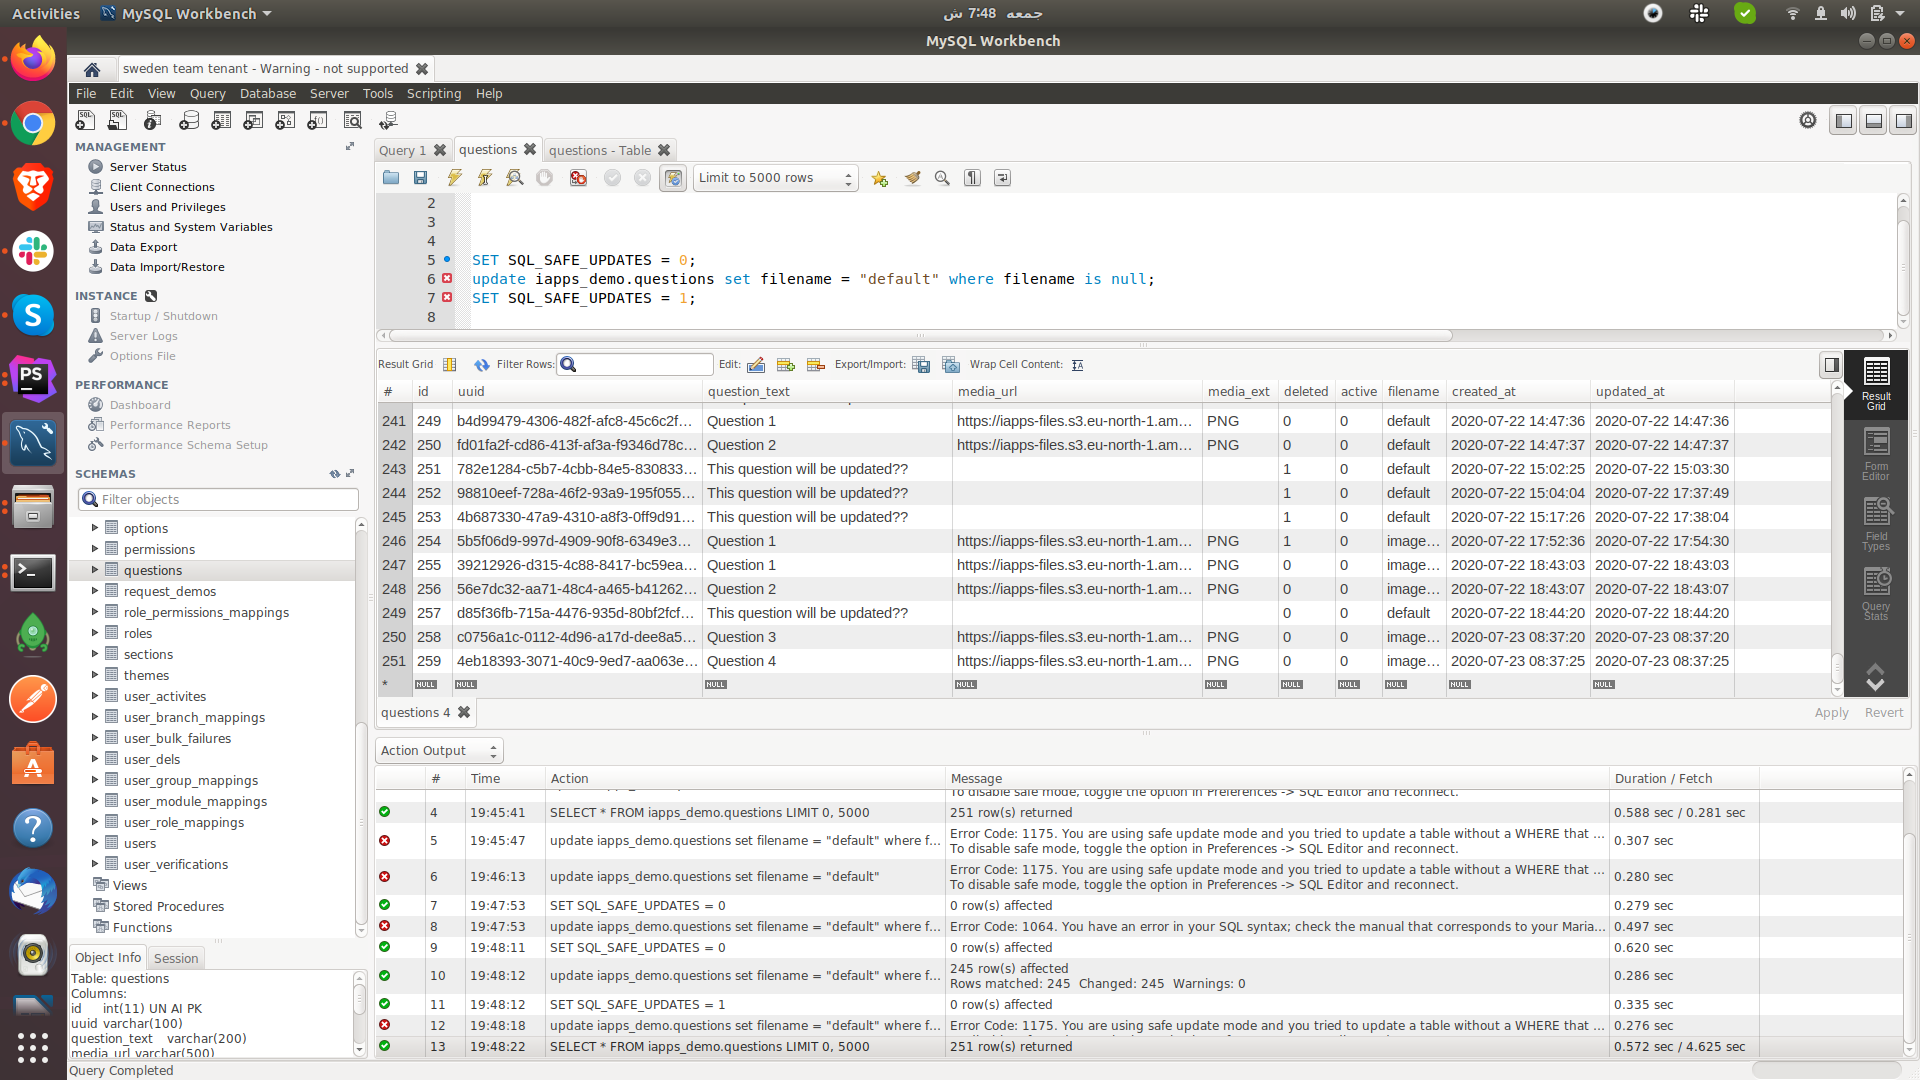 Activities
MySQL Workbench
جمعه 7:48 ش
MySQL Workbench
sweden team tenant - Warning - not supported
File Edit View Query Database Server Tools Scripting Help
MANAGEMENT
Server Status
Client Connections
Users and Privileges
Status and System Variables
Data Export
Data Import/Restore
INSTANCE
Startup / Shutdown
Server Logs
Options File
PERFORMANCE
Dashboard
Performance Reports
Performance Schema Setup
SCHEMAS
Filter objects
options
permissions
questions
request_demos
role_permissions_mappings
roles
sections
themes
user_activites
user_branch_mappings
user_bulk_failures
user_dels
user_group_mappings
user_module_mappings
user_role_mappings
users
user_verifications
Views
Stored Procedures
Functions
Object Info Session
Table: questions
Columns:
id int(11) UN AI PK
uuid varchar(100)
question_text varchar(200)
media_url varchar(500)
Query Completed
Query 1 questions questions - Table
Limit to 5000 rows
2
3
4
5 SET SQL_SAFE_UPDATES = 0;
6 update iapps_demo.questions set filename = "default" where filename is null;
7 SET SQL_SAFE_UPDATES = 1;
8
Result Grid Filter Rows: Edit: Export/Import: Wrap Cell Content:
# id uuid question_text media_url media_ext deleted active filename created_at updated_at
241 249 b4d99479-4306-482f-afc8-45c6c2f... Question 1 https://iapps-files.s3.eu-north-1.am... PNG 0 0 default 2020-07-22 14:47:36 2020-07-22 14:47:36
242 250 fd01fa2f-cd86-413f-af3a-f9346d78c... Question 2 https://iapps-files.s3.eu-north-1.am... PNG 0 0 default 2020-07-22 14:47:37 2020-07-22 14:47:37
243 251 782e1284-c5b7-4cbb-84e5-830833... This question will be updated?? 1 0 default 2020-07-22 15:02:25 2020-07-22 15:03:30
244 252 98810eef-728a-46f2-93a9-195f055... This question will be updated?? 1 0 default 2020-07-22 15:04:04 2020-07-22 17:37:49
245 253 4b687330-47a9-4310-a8f3-0ff9d91... This question will be updated?? 1 0 default 2020-07-22 15:17:26 2020-07-22 17:38:04
246 254 5b5f06d9-997d-4909-90f8-6349e3... Question 1 https://iapps-files.s3.eu-north-1.am... PNG 1 0 image... 2020-07-22 17:52:36 2020-07-22 17:54:30
247 255 39212926-d315-4c88-8417-bc59ea... Question 1 https://iapps-files.s3.eu-north-1.am... PNG 0 0 image... 2020-07-22 18:43:03 2020-07-22 18:43:03
248 256 56e7dc32-aa71-48c4-a465-b41262... Question 2 https://iapps-files.s3.eu-north-1.am... PNG 0 0 image... 2020-07-22 18:43:07 2020-07-22 18:43:07
249 257 d85f36fb-715a-4476-935d-80bf2fcf... This question will be updated?? 0 0 default 2020-07-22 18:44:20 2020-07-22 18:44:20
250 258 c0756a1c-0112-4d96-a17d-dee8a5... Question 3 https://iapps-files.s3.eu-north-1.am... PNG 0 0 image... 2020-07-23 08:37:20 2020-07-23 08:37:20
251 259 4eb18393-3071-40c9-9ed7-aa063e... Question 4 https://iapps-files.s3.eu-north-1.am... PNG 0 0 image... 2020-07-23 08:37:25 2020-07-23 08:37:25
* NULL NULL NULL NULL NULL NULL NULL NULL NULL NULL
Result Grid
Form Editor
Field Types
Query Stats
questions 4
Apply Revert
Action Output
# Time Action Message Duration / Fetch
To disable safe mode, toggle the option in Preferences -> SQL Editor and reconnect.
4 19:45:41 SELECT * FROM iapps_demo.questions LIMIT 0, 5000 251 row(s) returned 0.588 sec / 0.281 sec
5 19:45:47 update iapps_demo.questions set filename = "default" where f... Error Code: 1175. You are using safe update mode and you tried to update a table without a WHERE that ... 0.307 sec
To disable safe mode, toggle the option in Preferences -> SQL Editor and reconnect.
6 19:46:13 update iapps_demo.questions set filename = "default" Error Code: 1175. You are using safe update mode and you tried to update a table without a WHERE that ... 0.280 sec
To disable safe mode, toggle the option in Preferences -> SQL Editor and reconnect.
7 19:47:53 SET SQL_SAFE_UPDATES = 0 0 row(s) affected 0.279 sec
8 19:47:53 update iapps_demo.questions set filename = "default" where f... Error Code: 1064. You have an error in your SQL syntax; check the manual that corresponds to your Maria... 0.497 sec
9 19:48:11 SET SQL_SAFE_UPDATES = 0 0 row(s) affected 0.620 sec
10 19:48:12 update iapps_demo.questions set filename = "default" where f... 245 row(s) affected 0.286 sec
Rows matched: 245 Changed: 245 Warnings: 0
11 19:48:12 SET SQL_SAFE_UPDATES = 1 0 row(s) affected 0.335 sec
12 19:48:18 update iapps_demo.questions set filename = "default" where f... Error Code: 1175. You are using safe update mode and you tried to update a table without a WHERE that ... 0.276 sec
13 19:48:22 SELECT * FROM iapps_demo.questions LIMIT 0, 5000 251 row(s) returned 0.572 sec / 4.625 sec